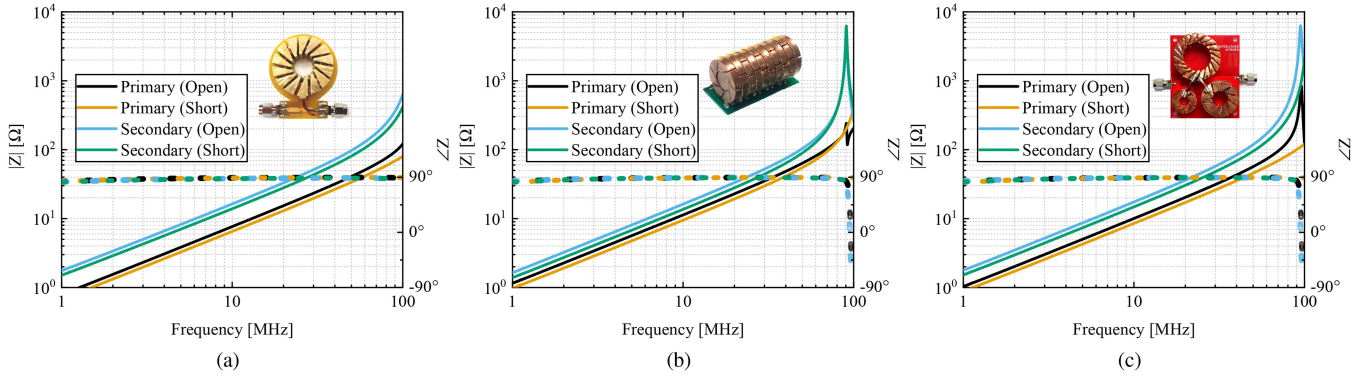 10⁴
10³
10²
10¹
10⁰
|Z| [Ω]
Primary (Open)
Primary (Short)
Secondary (Open)
Secondary (Short)
∠Z
90°
0°
-90°
1
10
100
Frequency [MHz]
(a)
10⁴
10³
10²
10¹
10⁰
|Z| [Ω]
Primary (Open)
Primary (Short)
Secondary (Open)
Secondary (Short)
∠Z
90°
0°
-90°
1
10
100
Frequency [MHz]
(b)
10⁴
10³
10²
10¹
10⁰
|Z| [Ω]
Primary (Open)
Primary (Short)
Secondary (Open)
Secondary (Short)
∠Z
90°
0°
-90°
1
10
100
Frequency [MHz]
(c)